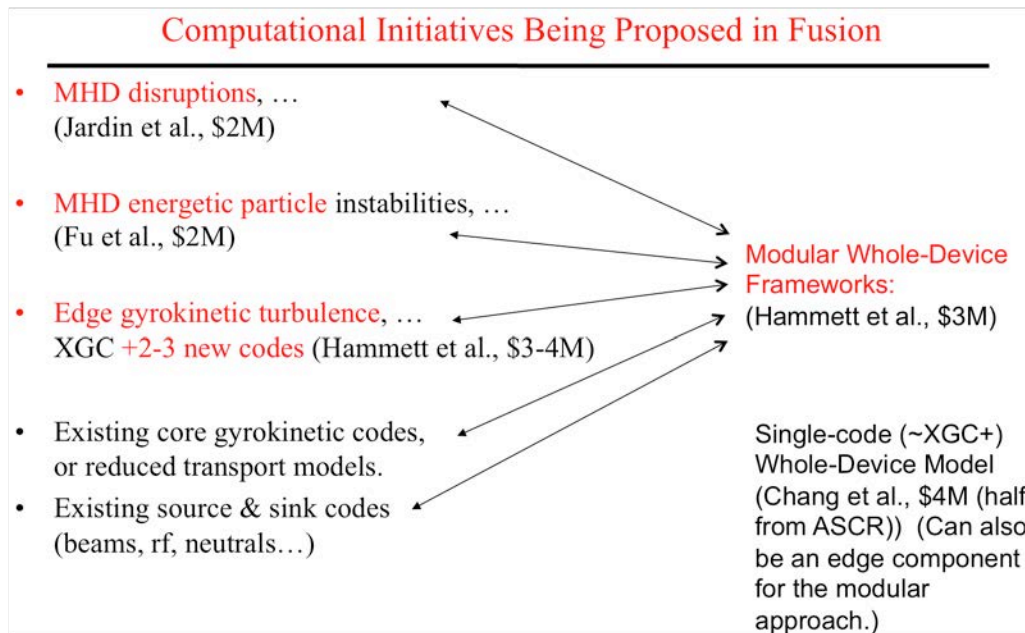 Computational Initiatives Being Proposed in Fusion
• MHD disruptions, …
(Jardin et al., $2M)
• MHD energetic particle instabilities, …
(Fu et al., $2M)
• Edge gyrokinetic turbulence, …
XGC +2-3 new codes (Hammett et al., $3-4M)
• Existing core gyrokinetic codes,
or reduced transport models.
• Existing source & sink codes
(beams, rf, neutrals…)
Modular Whole-Device
Frameworks:
(Hammett et al., $3M)
Single-code (~XGC+)
Whole-Device Model
(Chang et al., $4M (half
from ASCR)) (Can also
be an edge component
for the modular
approach.)